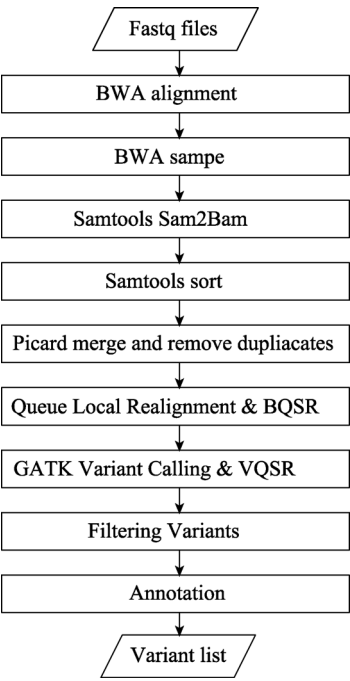 Fastq files
BWA alignment
BWA sampe
Samtools Sam2Bam
Samtools sort
Picard merge and remove dupliacates
Queue Local Realignment & BQSR
GATK Variant Calling & VQSR
Filtering Variants
Annotation
Variant list